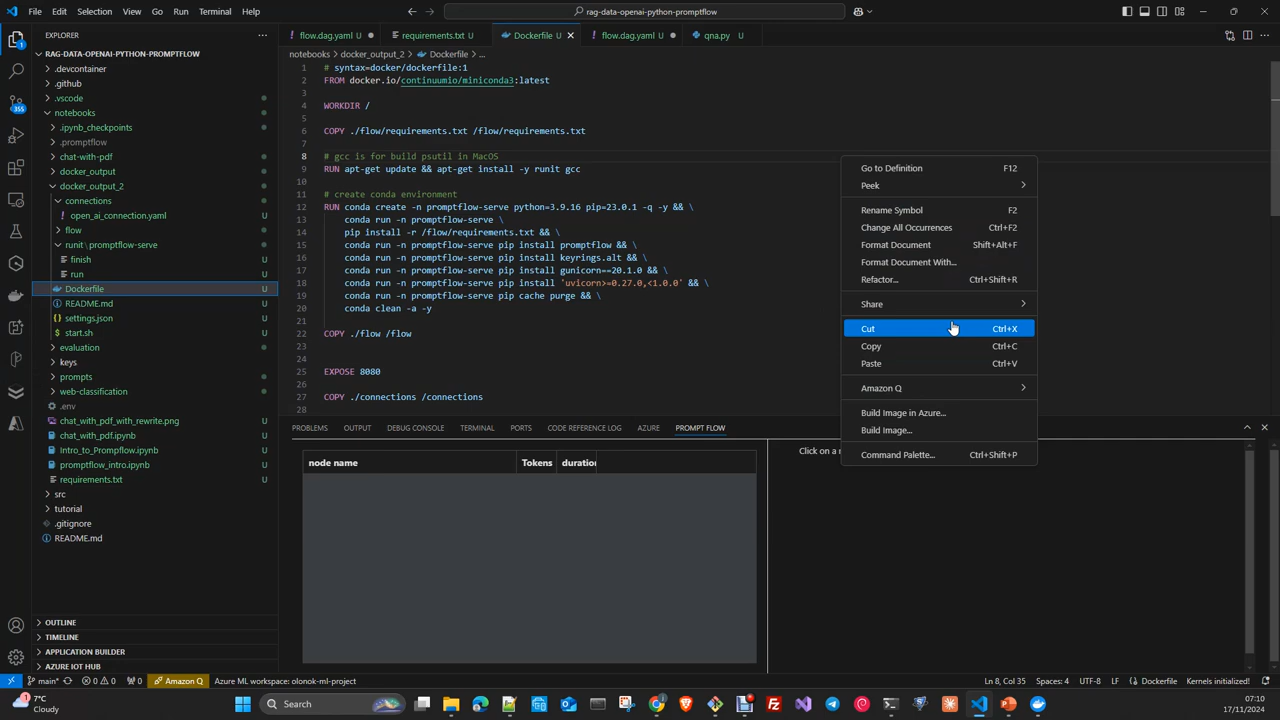 File
Edit
Selection
View
Go
Run
Terminal
Help
rag-data-openai-python-promptflow
EXPLORER
RAG-DATA-OPENAI-PYTHON-PROMPTFLOW
.devcontainer
.github
.vscode
notebooks
.ipynb_checkpoints
.promptflow
chat-with-pdf
docker_output
docker_output_2
connections
open_ai_connection.yaml U
flow
runit\promptflow-serve
finish U
run U
Dockerfile U
README.md U
settings.json U
start.sh U
evaluation
keys
prompts
web-classification
.env
chat_with_pdf_with_rewrite.png U
chat_with_pdf.ipynb U
Intro_to_Prompflow.ipynb U
promptflow_intro.ipynb U
requirements.txt U
src
tutorial
.gitignore
README.md
OUTLINE
TIMELINE
APPLICATION BUILDER
AZURE IOT HUB
flow.dag.yaml U
requirements.txt U
Dockerfile U
flow.dag.yaml U
qna.py U
notebooks > docker_output_2 > Dockerfile > ...
1 # syntax=docker/dockerfile:1
2 FROM docker.io/continuumio/miniconda3:latest
3
4 WORKDIR /
5
6 COPY ./flow/requirements.txt /flow/requirements.txt
7
8 # gcc is for build psutil in MacOS
9 RUN apt-get update && apt-get install -y runit gcc
10
11 # create conda environment
12 RUN conda create -n promptflow-serve python=3.9.16 pip=23.0.1 -q -y && \
13 conda run -n promptflow-serve \
14 pip install -r /flow/requirements.txt && \
15 conda run -n promptflow-serve pip install promptflow && \
16 conda run -n promptflow-serve pip install keyrings.alt && \
17 conda run -n promptflow-serve pip install gunicorn==20.1.0 && \
18 conda run -n promptflow-serve pip install 'uvicorn>=0.27.0,<1.0.0' && \
19 conda run -n promptflow-serve pip cache purge && \
20 conda clean -a -y
21
22 COPY ./flow /flow
23
24
25 EXPOSE 8080
26
27 COPY ./connections /connections
28
Go to Definition F12
Peek
Rename Symbol F2
Change All Occurrences Ctrl+F2
Format Document Shift+Alt+F
Format Document With...
Refactor... Ctrl+Shift+R
Share
Cut Ctrl+X
Copy Ctrl+C
Paste Ctrl+V
Amazon Q
Build Image in Azure...
Build Image...
Command Palette... Ctrl+Shift+P
PROBLEMS
OUTPUT
DEBUG CONSOLE
TERMINAL
PORTS
CODE REFERENCE LOG
AZURE
PROMPT FLOW
node name
Tokens
duration
Click on a
main*
0 0
0
Amazon Q
Azure ML workspace: olonok-ml-project
Ln 8, Col 35
Spaces: 4
UTF-8
LF
Dockerfile
Kernels initialized!
1
355
1
7°C
Cloudy
Search
07:10
17/11/2024